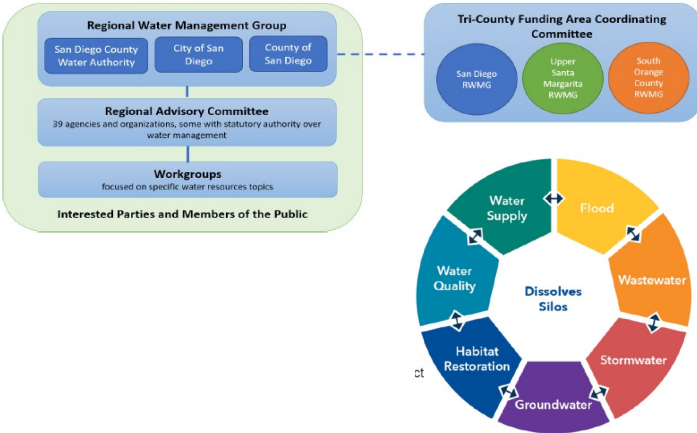 Regional Water Management Group
San Diego County
Water Authority
City of San
Diego
County of
San Diego
Regional Advisory Committee
39 agencies and organizations, some with statutory authority over
water management
Workgroups
focused on specific water resources topics
Interested Parties and Members of the Public
Tri-County Funding Area Coordinating
Committee
San Diego
RWMG
Upper
Santa
Margarita
RWMG
South
Orange
County
RWMG
Water
Supply
Flood
Wastewater
Stormwater
Groundwater
Habitat
Restoration
Water
Quality
Dissolves
Silos
ct